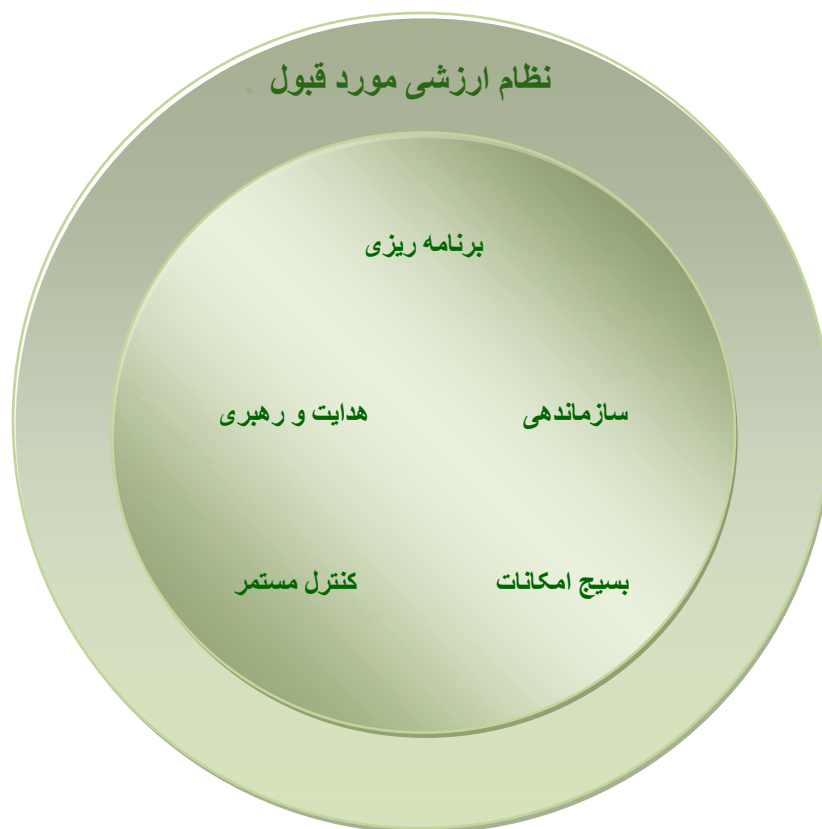 نظام ارزشی مورد قبول .
برنامه ریزی
سازماندهی
هدایت و رهبری
بسیج امکانات
کنترل مستمر